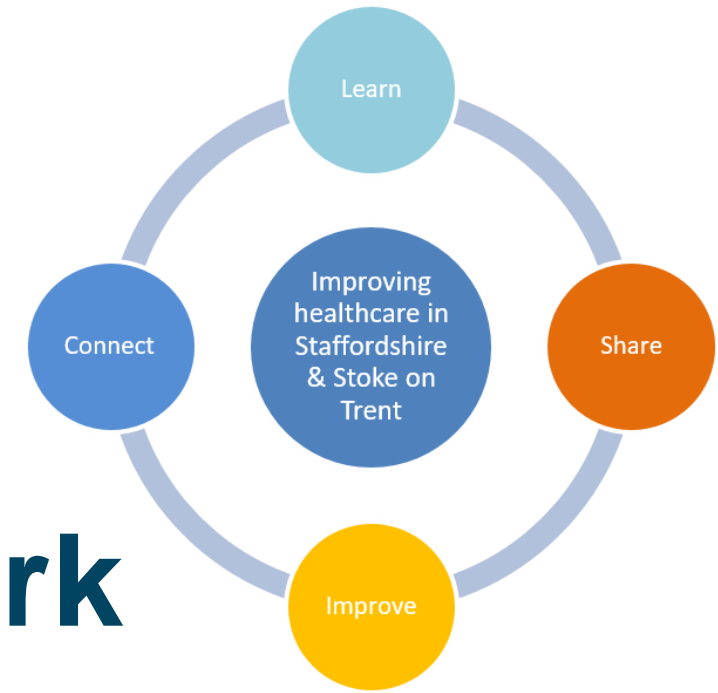 Learn
Improving
healthcare in
Staffordshire
& Stoke on
Trent
Connect
Share
Improve
rk